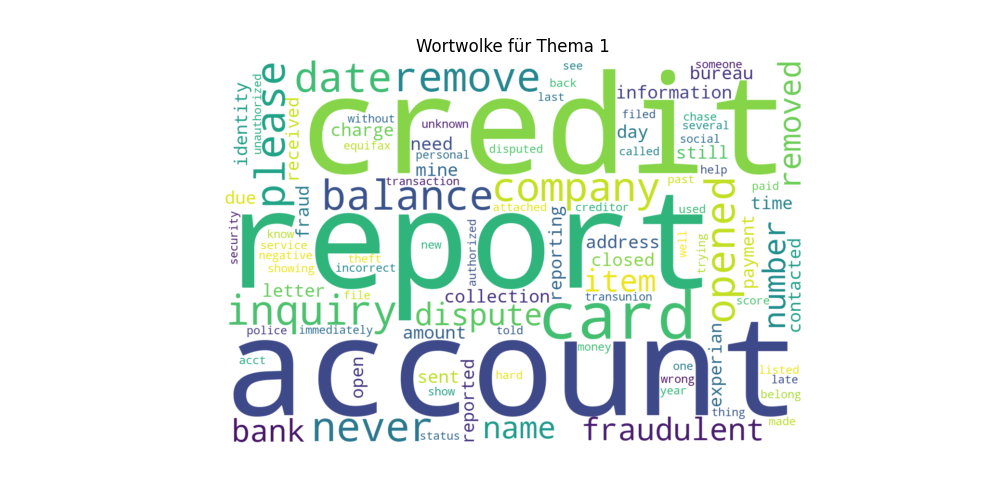 Wortwolke für Thema 1
see
someone
bureau
date
remove
back
last
credit
information
removed
please
identity
unauthorized
received
without
charge
equifax
unknown
need
personal
mine
disputed
filed
day
called
chase
several
social
still
help
transaction
balance
company
attached
past
paid
time
due
fraud
security
creditor
used
opened
report
know
service
negative
showing
theft
incorrect
file
new
authorized
reporting
address
closed
item
transunion
well
trying
payment
score
number
contacted
letter
collection
inquiry
dispute
card
police
immediately
amount
told
account
money
experian
acct
open
sent
show
reported
hard
one
wrong
year
thing
listed
late
belong
made
bank
never
status
name
fraudulent